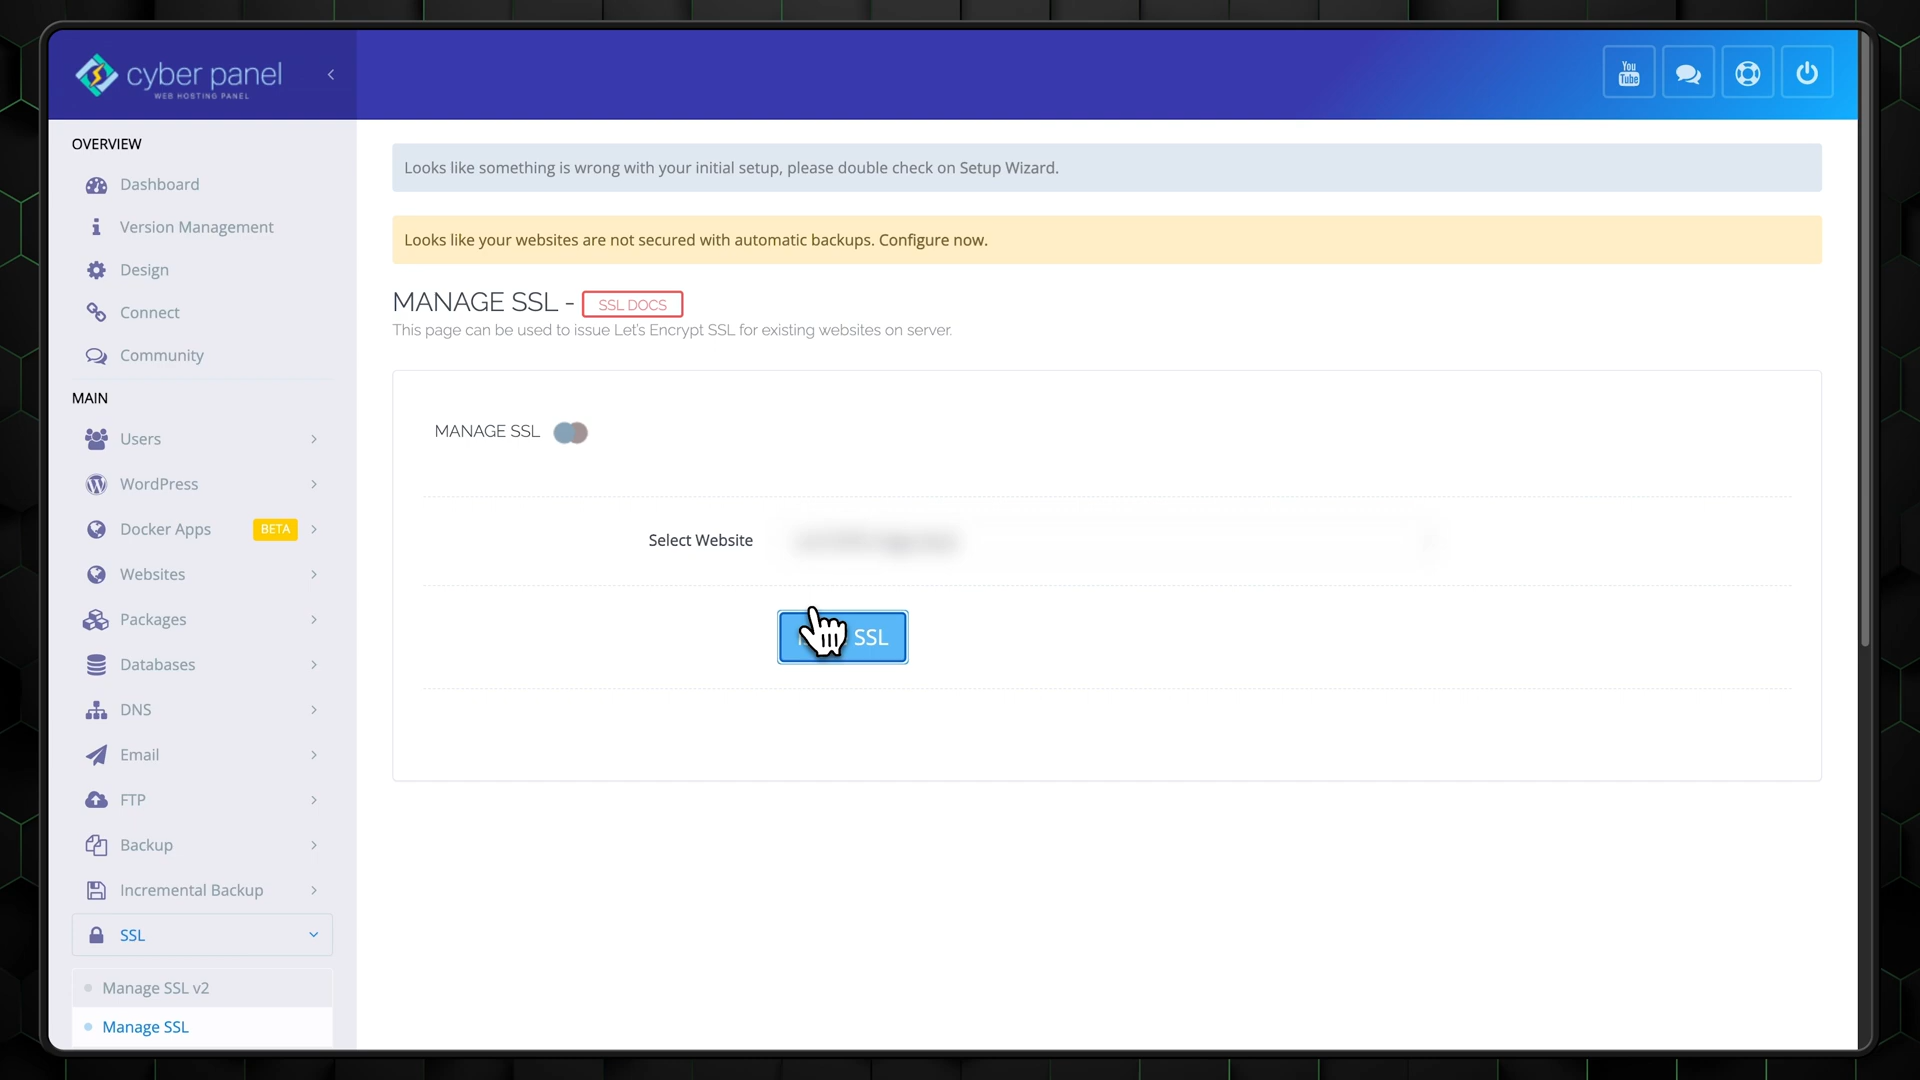 cyber panel
WEB HOSTING PANEL
You
Tube
OVERVIEW
Dashboard
Version Management
Design
Connect
Community
MAIN
Users
WordPress
Docker Apps BETA
Websites
Packages
Databases
DNS
Email
FTP
Backup
Incremental Backup
SSL
Manage SSL v2
Manage SSL
Looks like something is wrong with your initial setup, please double check on Setup Wizard.
Looks like your websites are not secured with automatic backups. Configure now.
MANAGE SSL - SSL DOCS
This page can be used to issue Let's Encrypt SSL for existing websites on server.
MANAGE SSL
Select Website
SSL